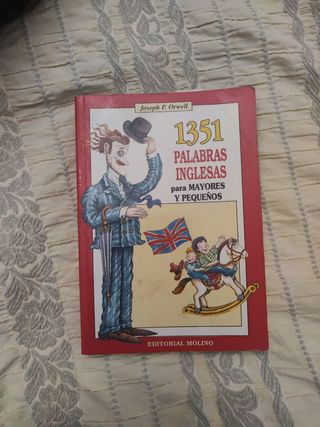 Joseph P. Orwell
1351
PALABRAS
INGLESAS
para MAYORES
Y PEQUEÑOS
EDITORIAL MOLINO